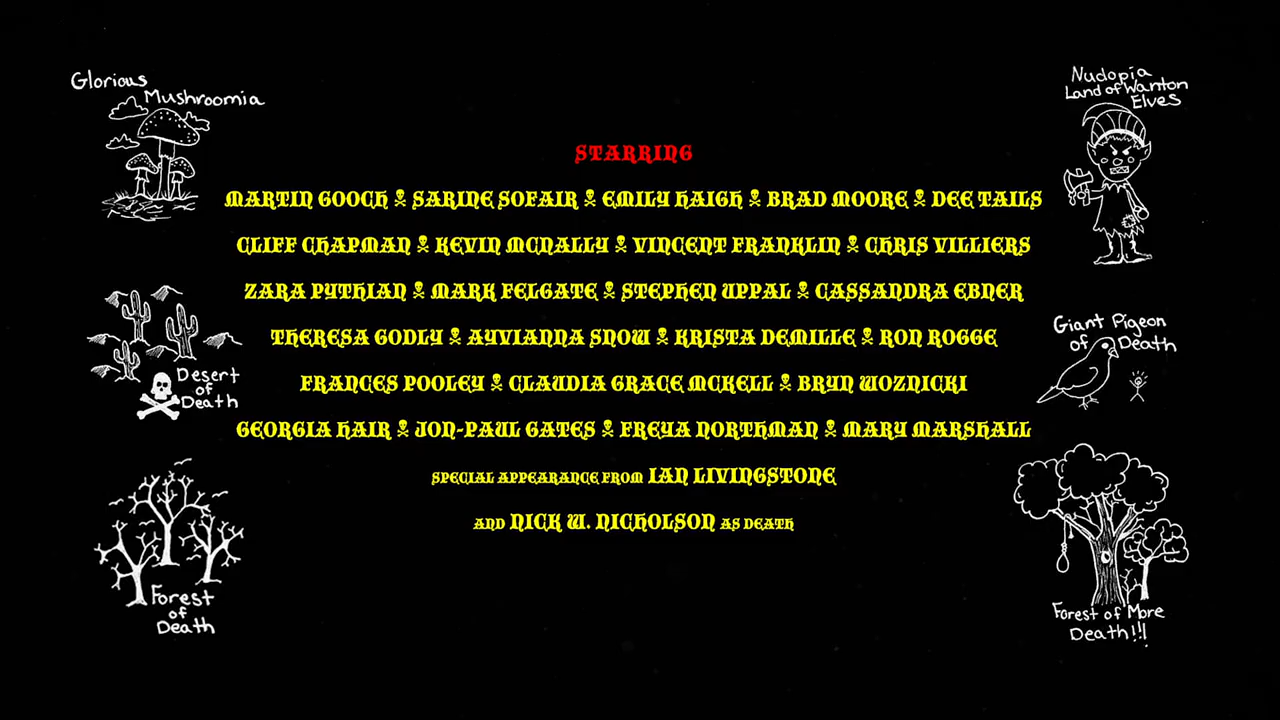 Glorious
Mushroomia
Nudopia
Land of Wanton
Elves
STARRING
MARTIN GOOCH ☠ SARINE SOFAIR ☠ EMILY HAIGH ☠ BRAD MOORE ☠ DEE TAILS
CLIFF CHAPMAN ☠ KEVIN MCNALLY ☠ VINCENT FRANKLIN ☠ CHRIS VILLIERS
ZARA PYTHIAN ☠ MARK FELGATE ☠ STEPHEN UPPAL ☠ CASSANDRA EBNER
THERESA GODLY ☠ AYVIANNA SNOW ☠ KRISTA DEMILLE ☠ RON ROGGE
FRANCES POOLEY ☠ CLAUDIA GRACE MCKELL ☠ BRYN WOZNICKI
GEORGIA HAIR ☠ JON-PAUL GATES ☠ FREYA NORTHMAN ☠ MARY MARSHALL
SPECIAL APPEARANCE FROM IAN LIVINGSTONE
AND NICK W. NICHOLSON AS DEATH
Desert
of
Death
Giant Pigeon
of Death
Forest
of
Death
Forest of More
Death!!!